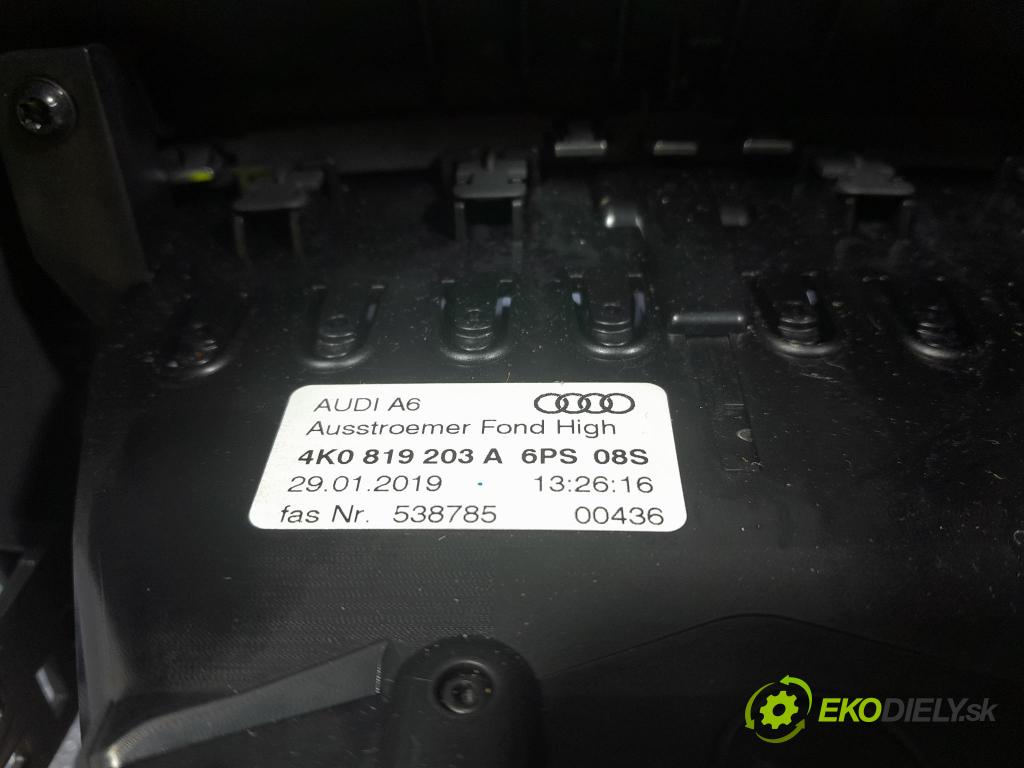 AUDI A6
Ausstroemer Fond High
4K0 819 203 A 6PS 08S
29.01.2019 13:26:16
fas Nr. 538785 00436
EKODIELY.sk